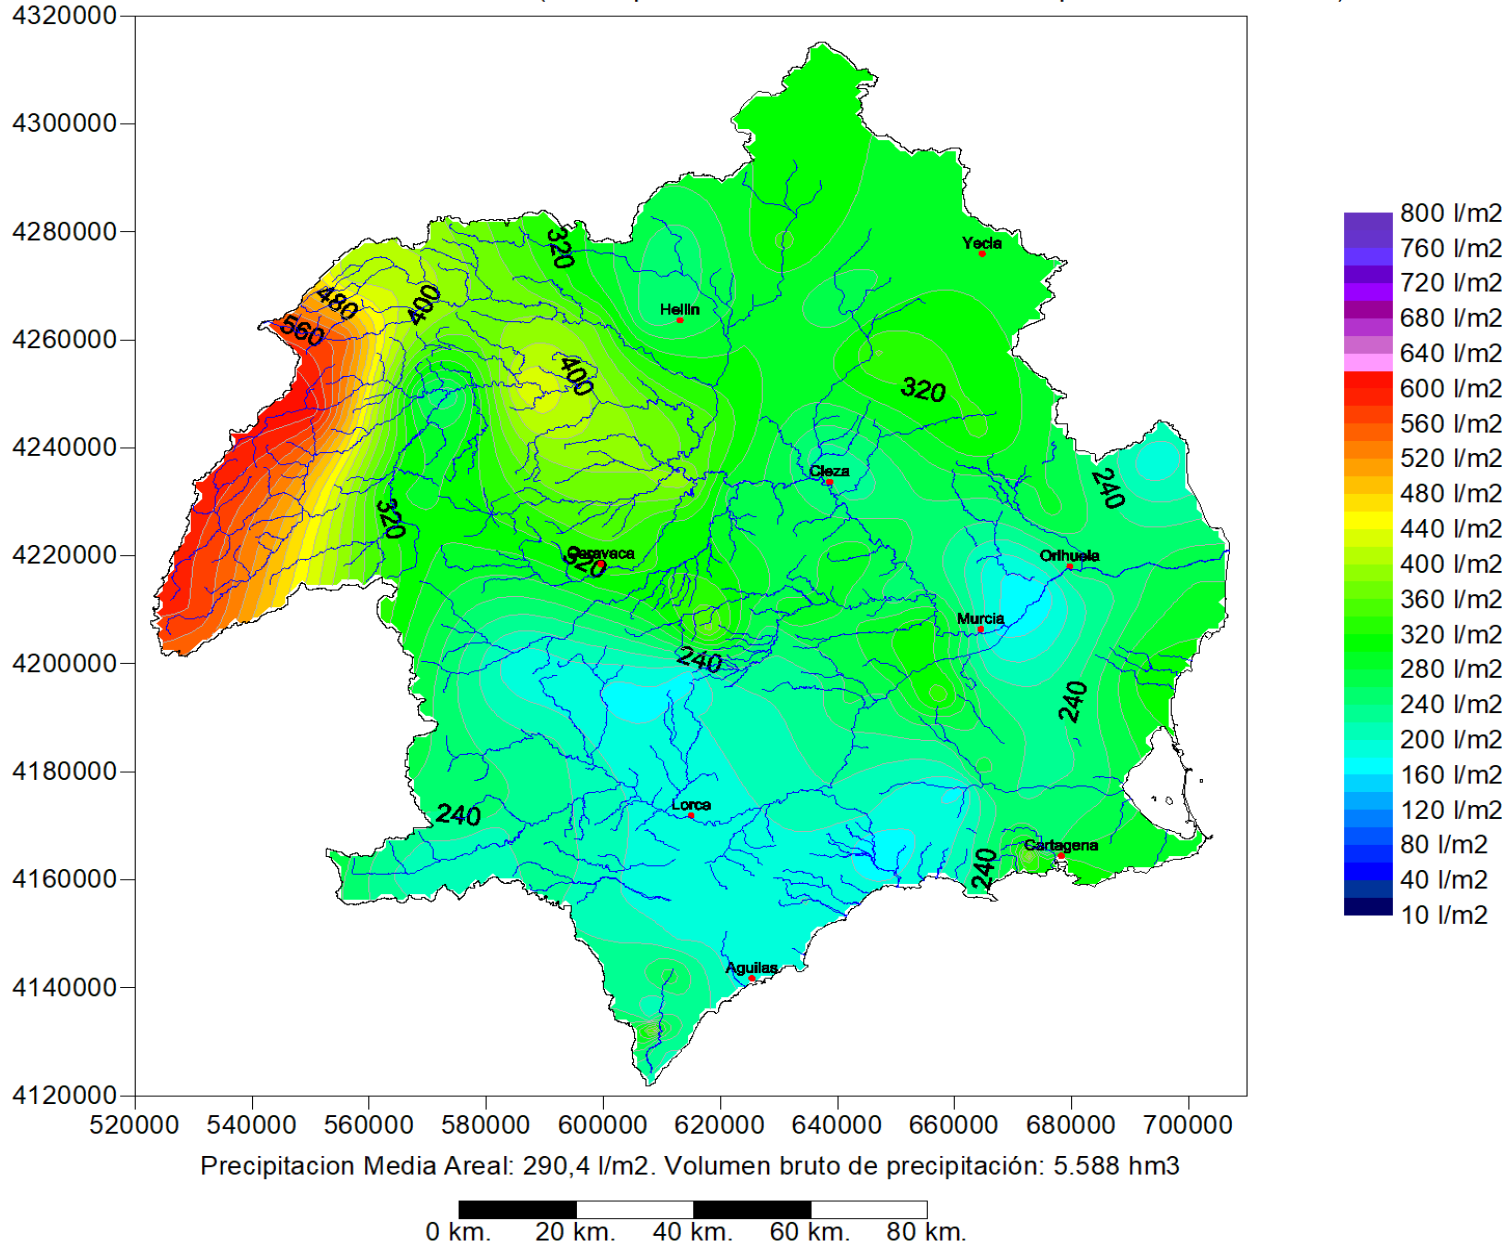 4320000
4300000
4280000
4260000
4240000
4220000
4200000
4180000
4160000
4140000
4120000
520000 540000 560000 580000 600000 620000 640000 660000 680000 700000
320
Yecla
480
400
560
Hellin
400
320
Cieza
240
320
Caravaca
320
Orihuela
Murcia
240
240
Lorca
240
Cartagena
240
Aguilas
800 l/m2
760 l/m2
720 l/m2
680 l/m2
640 l/m2
600 l/m2
560 l/m2
520 l/m2
480 l/m2
440 l/m2
400 l/m2
360 l/m2
320 l/m2
280 l/m2
240 l/m2
200 l/m2
160 l/m2
120 l/m2
80 l/m2
40 l/m2
10 l/m2
Precipitacion Media Areal: 290,4 l/m2. Volumen bruto de precipitación: 5.588 hm3
0 km. 20 km. 40 km. 60 km. 80 km.